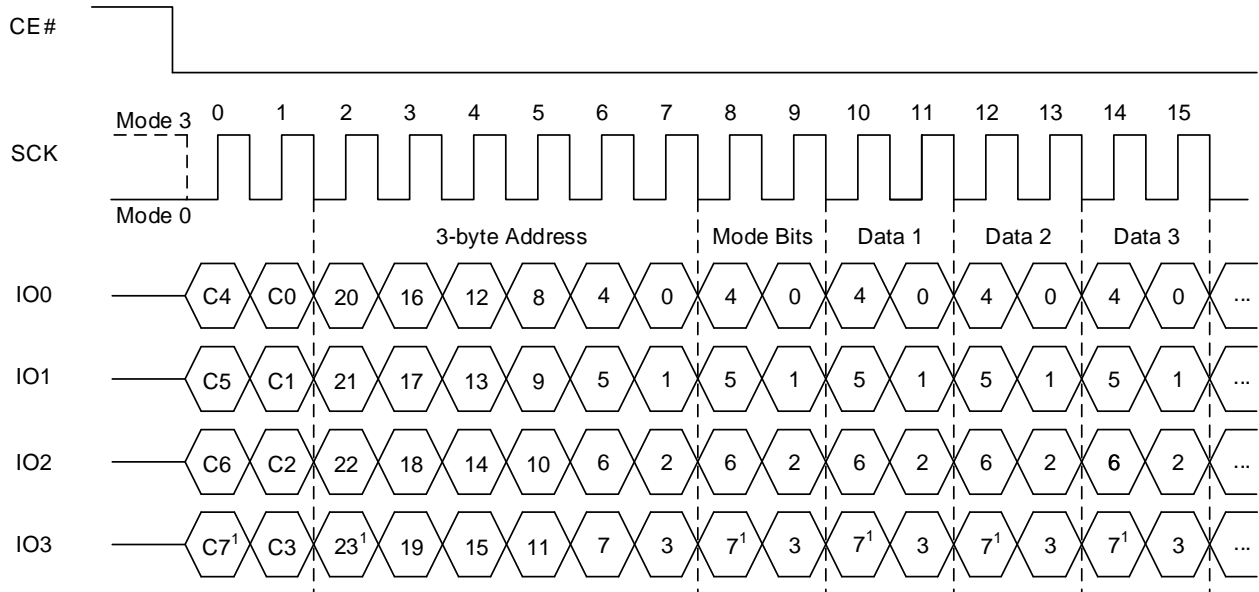 CE#
0 1 2 3 4 5 6 7 8 9 10 11 12 13 14 15
Mode 3
SCK
Mode 0
3-byte Address Mode Bits Data 1 Data 2 Data 3
IO0 C4 C0 20 16 12 8 4 0 4 0 4 0 4 0 4 0 ...
IO1 C5 C1 21 17 13 9 5 1 5 1 5 1 5 1 5 1 ...
IO2 C6 C2 22 18 14 10 6 2 6 2 6 2 6 2 6 2 ...
IO3 C7¹ C3 23¹ 19 15 11 7 3 7¹ 3 7¹ 3 7¹ 3 7¹ 3 ...